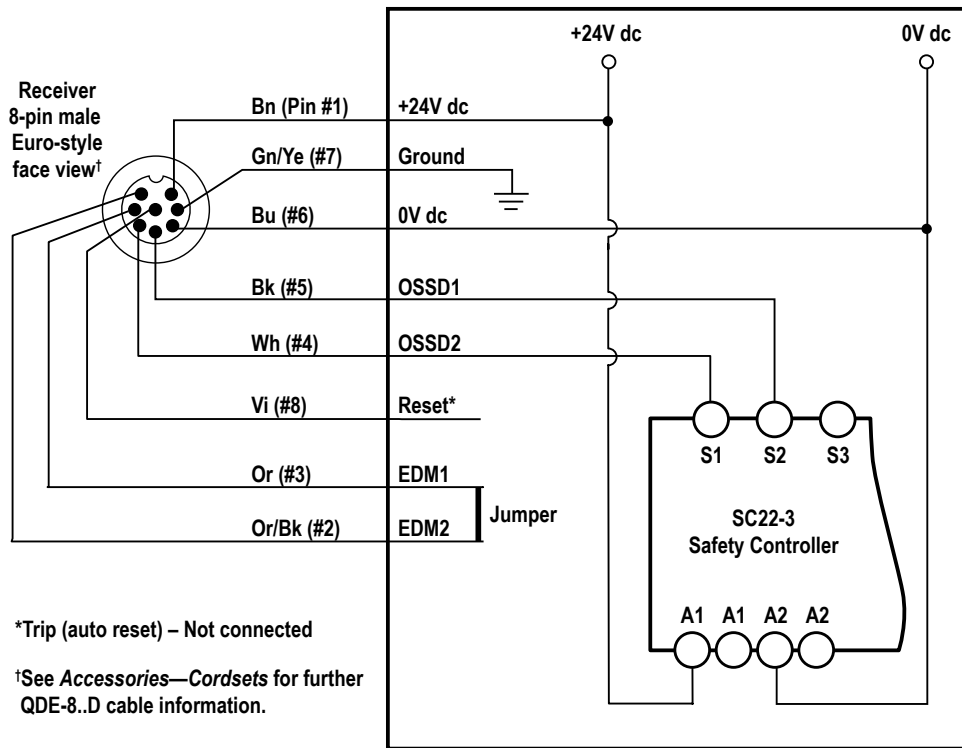 +24V dc
0V dc
Receiver
8-pin male
Euro-style
face view†
Bn (Pin #1)
+24V dc
Gn/Ye (#7)
Ground
Bu (#6)
0V dc
Bk (#5)
OSSD1
Wh (#4)
OSSD2
Vi (#8)
Reset*
Or (#3)
EDM1
Or/Bk (#2)
EDM2
Jumper
S1
S2
S3
SC22-3
Safety Controller
A1
A1
A2
A2
*Trip (auto reset) – Not connected
†See Accessories—Cordsets for further
QDE-8..D cable information.